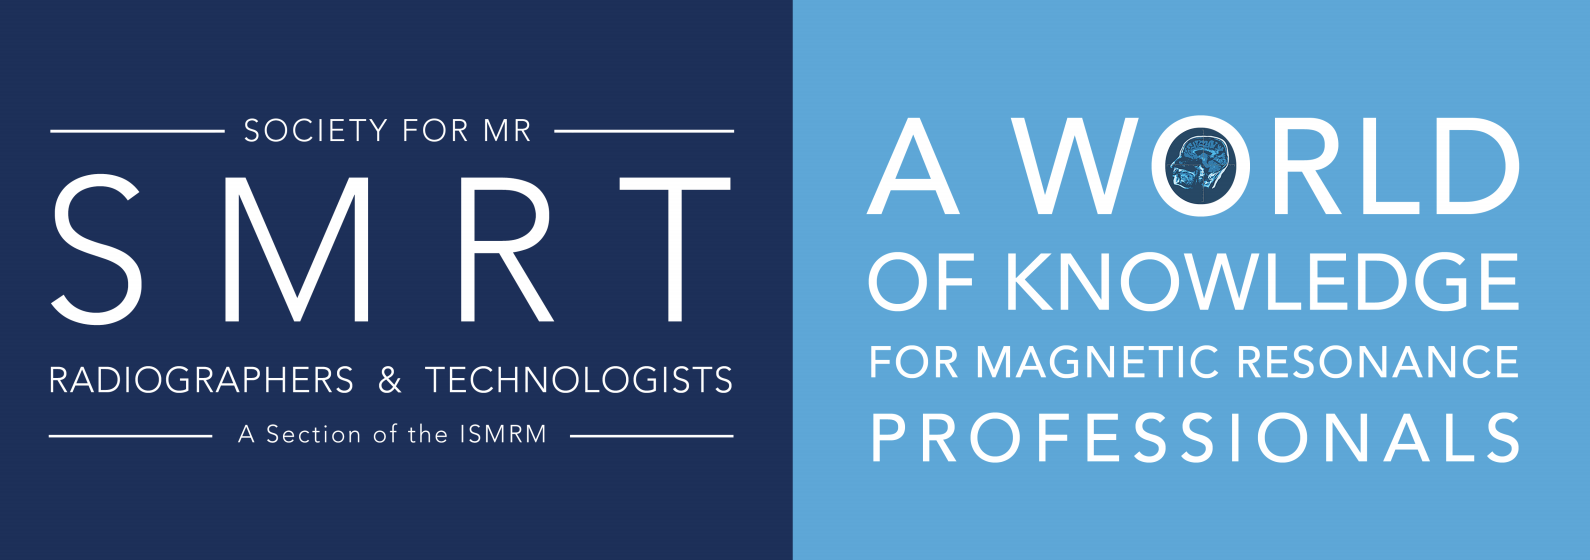 SOCIETY FOR MR
SMRT
RADIOGRAPHERS & TECHNOLOGISTS
A Section of the ISMRM
A WORLD
OF KNOWLEDGE
FOR MAGNETIC RESONANCE
PROFESSIONALS